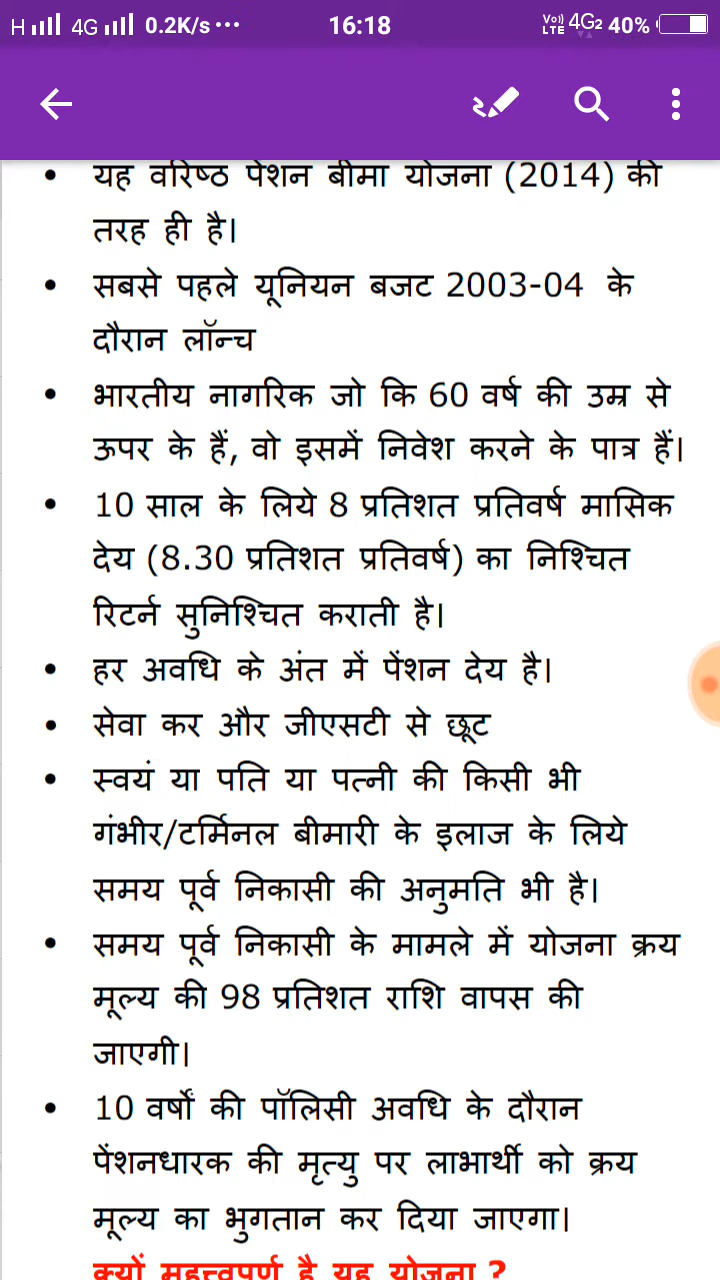 H 4G 0.2K/s ... 16:18 Vo)) LTE 4G2 40%
• यह वरिष्ठ पेंशन बीमा योजना (2014) की
तरह ही है।
• सबसे पहले यूनियन बजट 2003-04 के
दौरान लॉन्च
• भारतीय नागरिक जो कि 60 वर्ष की उम्र से
ऊपर के हैं, वो इसमें निवेश करने के पात्र हैं।
• 10 साल के लिये 8 प्रतिशत प्रतिवर्ष मासिक
देय (8.30 प्रतिशत प्रतिवर्ष) का निश्चित
रिटर्न सुनिश्चित कराती है।
• हर अवधि के अंत में पेंशन देय है।
• सेवा कर और जीएसटी से छूट
• स्वयं या पति या पत्नी की किसी भी
गंभीर/टर्मिनल बीमारी के इलाज के लिये
समय पूर्व निकासी की अनुमति भी है।
• समय पूर्व निकासी के मामले में योजना क्रय
मूल्य की 98 प्रतिशत राशि वापस की
जाएगी।
• 10 वर्षों की पॉलिसी अवधि के दौरान
पेंशनधारक की मृत्यु पर लाभार्थी को क्रय
मूल्य का भुगतान कर दिया जाएगा।
क्यों महत्त्वपूर्ण है यह योजना ?